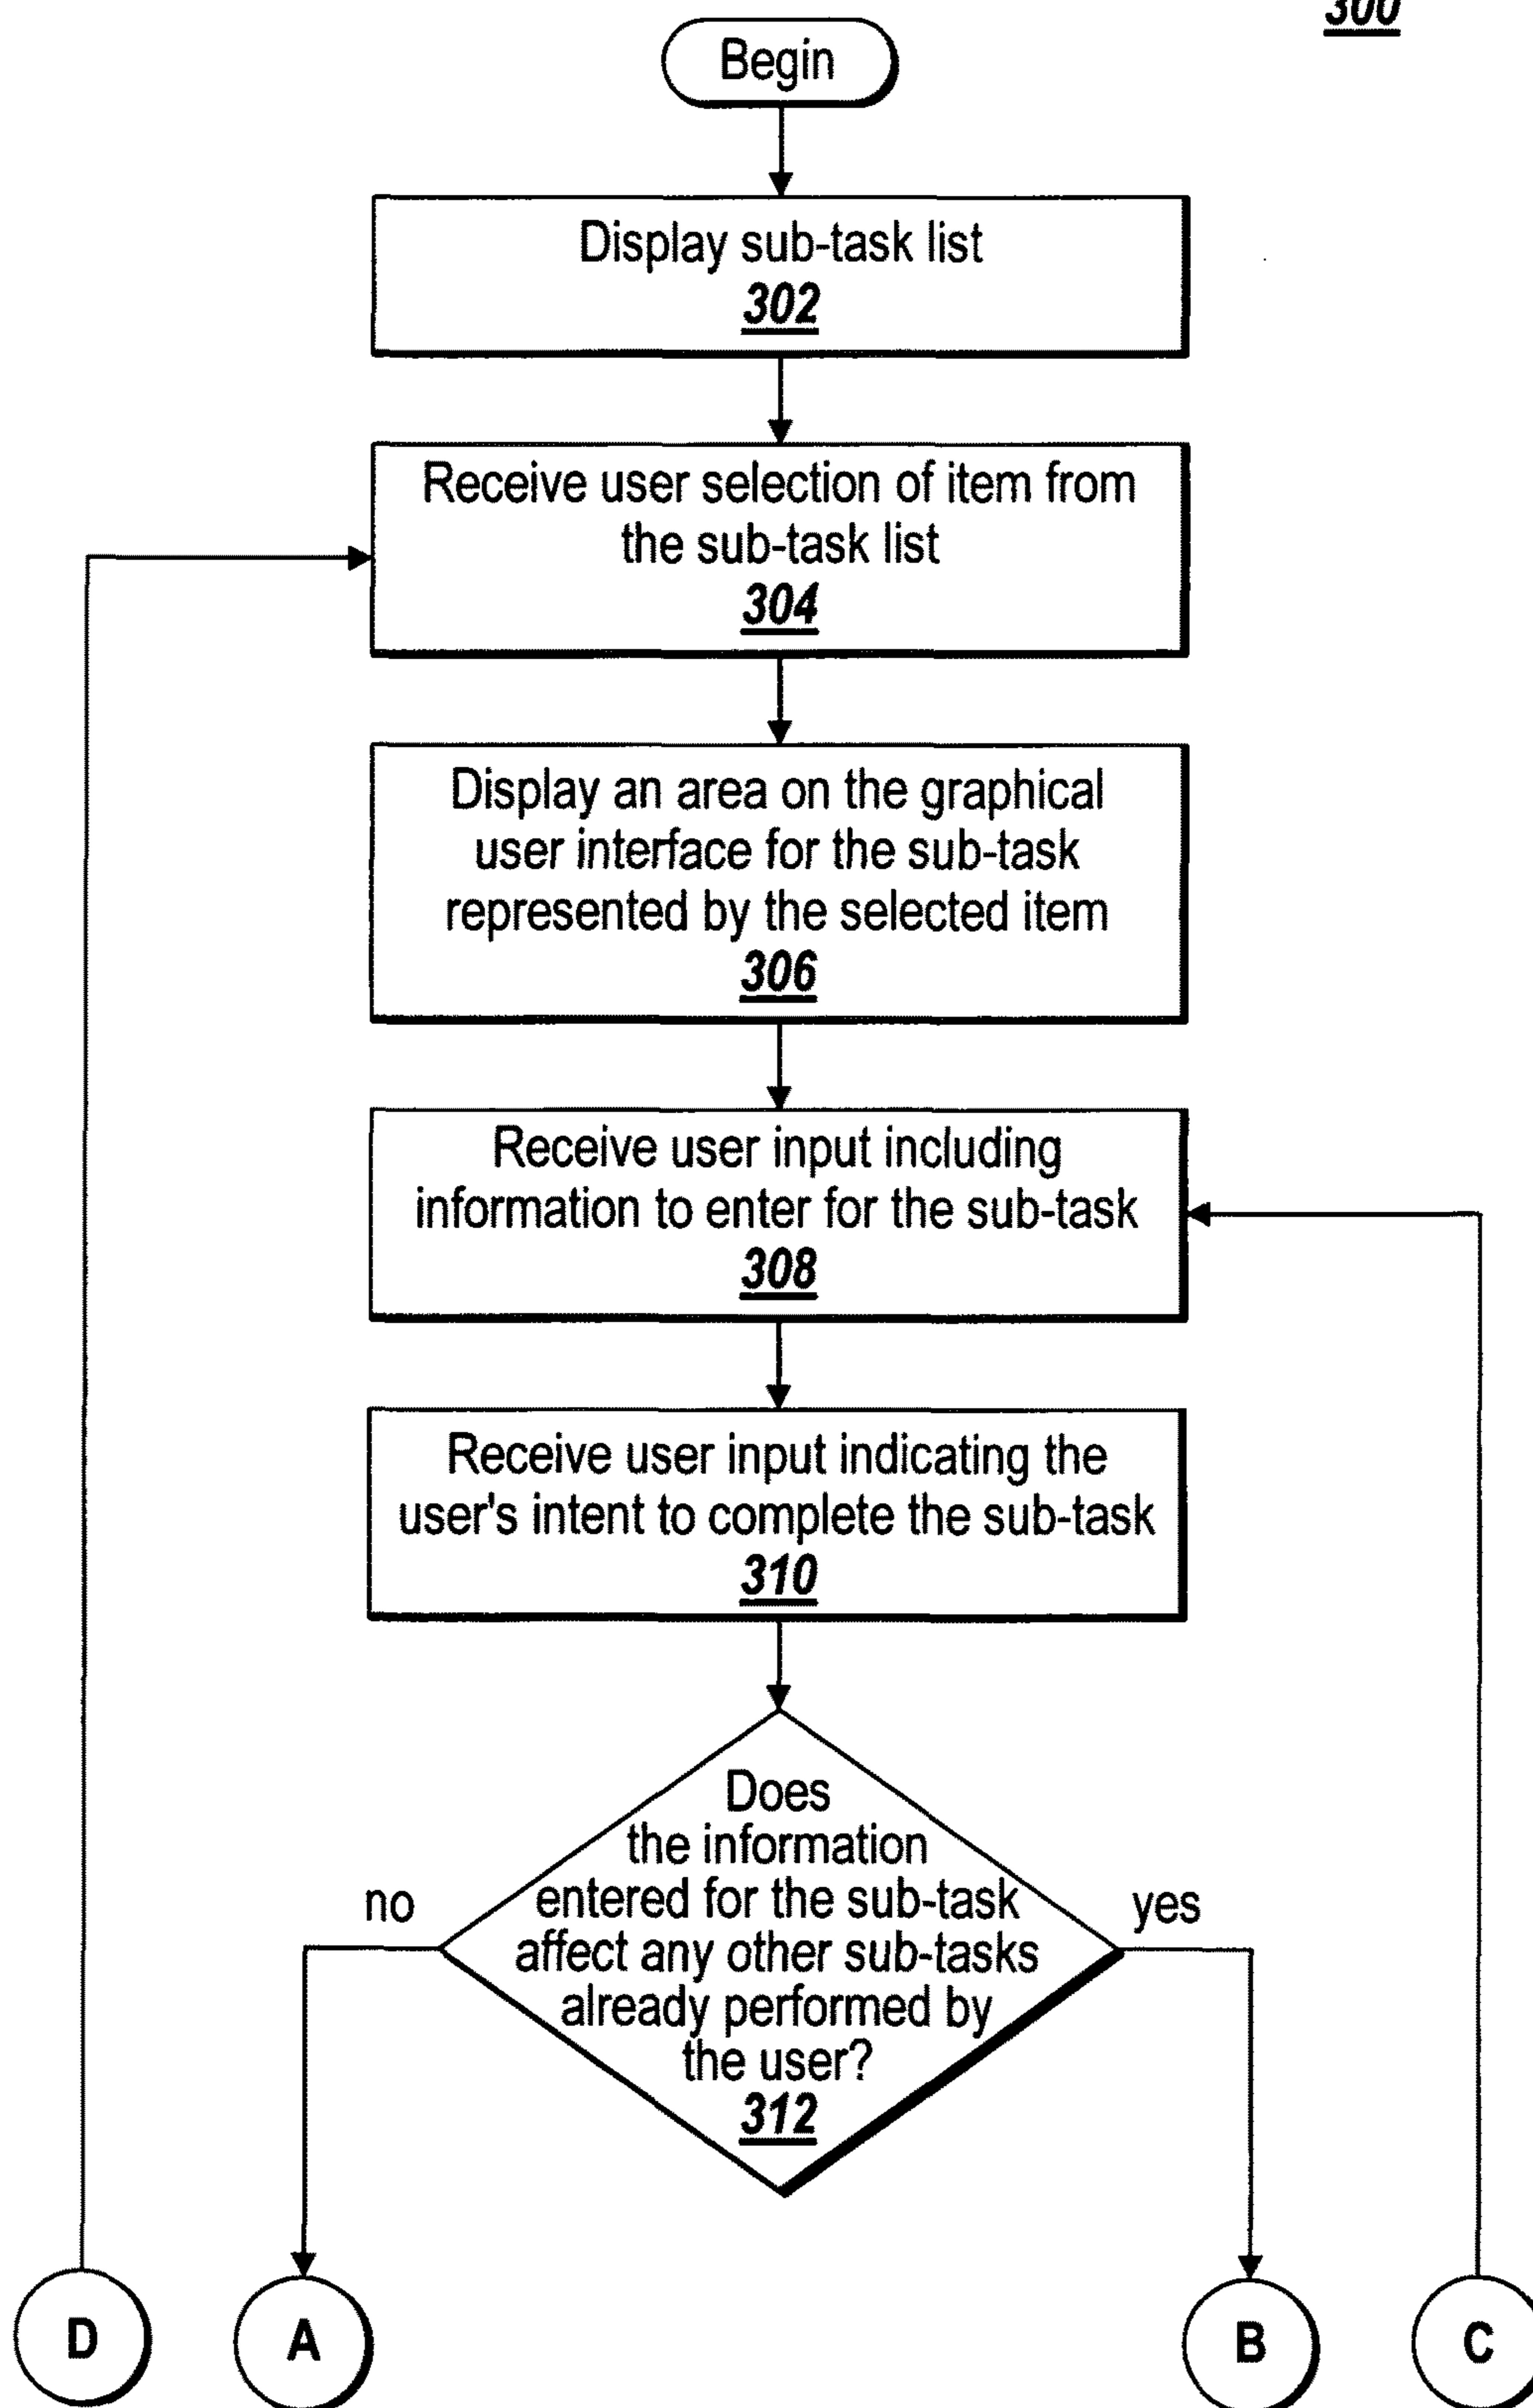 300
Begin
Display sub-task list
302
Receive user selection of item from
the sub-task list
304
Display an area on the graphical
user interface for the sub-task
represented by the selected item
306
Receive user input including
information to enter for the sub-task
308
Receive user input indicating the
user's intent to complete the sub-task
310
Does
the information
entered for the sub-task
affect any other sub-tasks
already performed by
the user?
312
no
yes
D
A
B
C